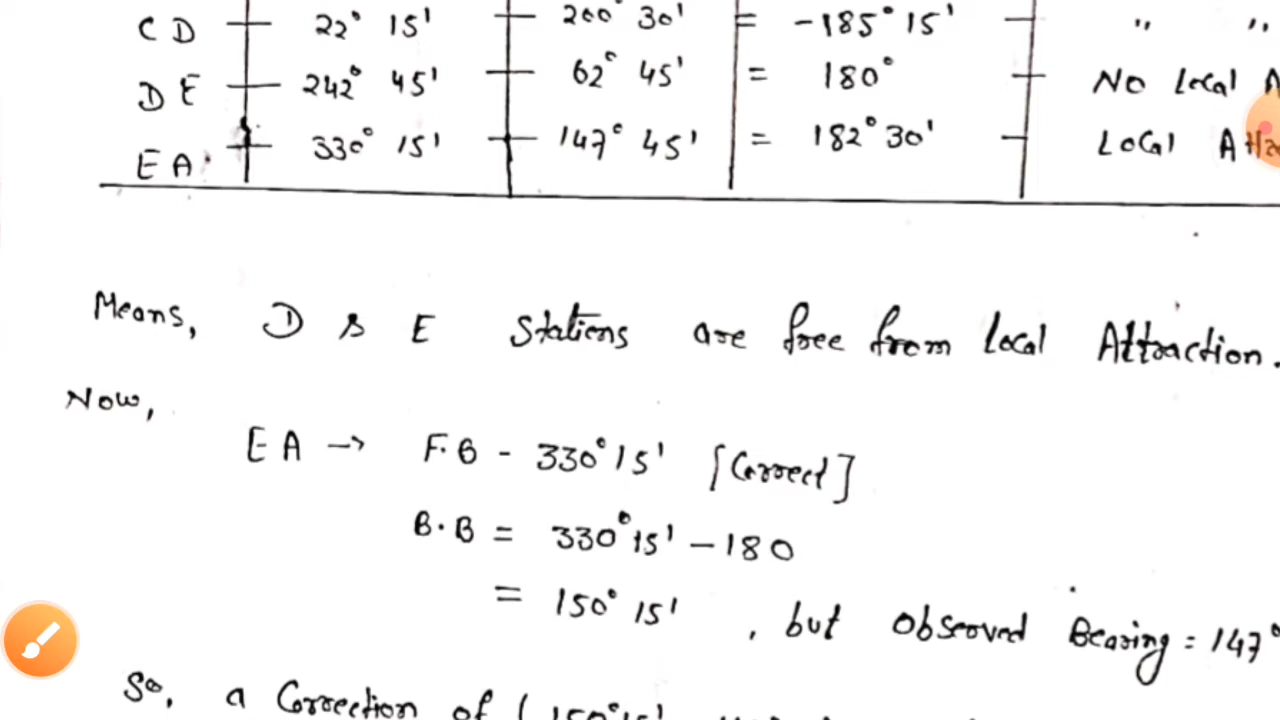 CD 22° 15' 200° 30' = -185° 15' " "
DE 242° 45' 62° 45' = 180° No Local A
EA 330° 15' 147° 45' = 182° 30' Local Attra
Means, D & E Stations are free from Local Attraction.
Now,
EA → F.B - 330° 15' [Correct]
B.B = 330° 15' - 180
= 150° 15' , but Observed Bearing = 147°
So, a Correction of (150° 15'